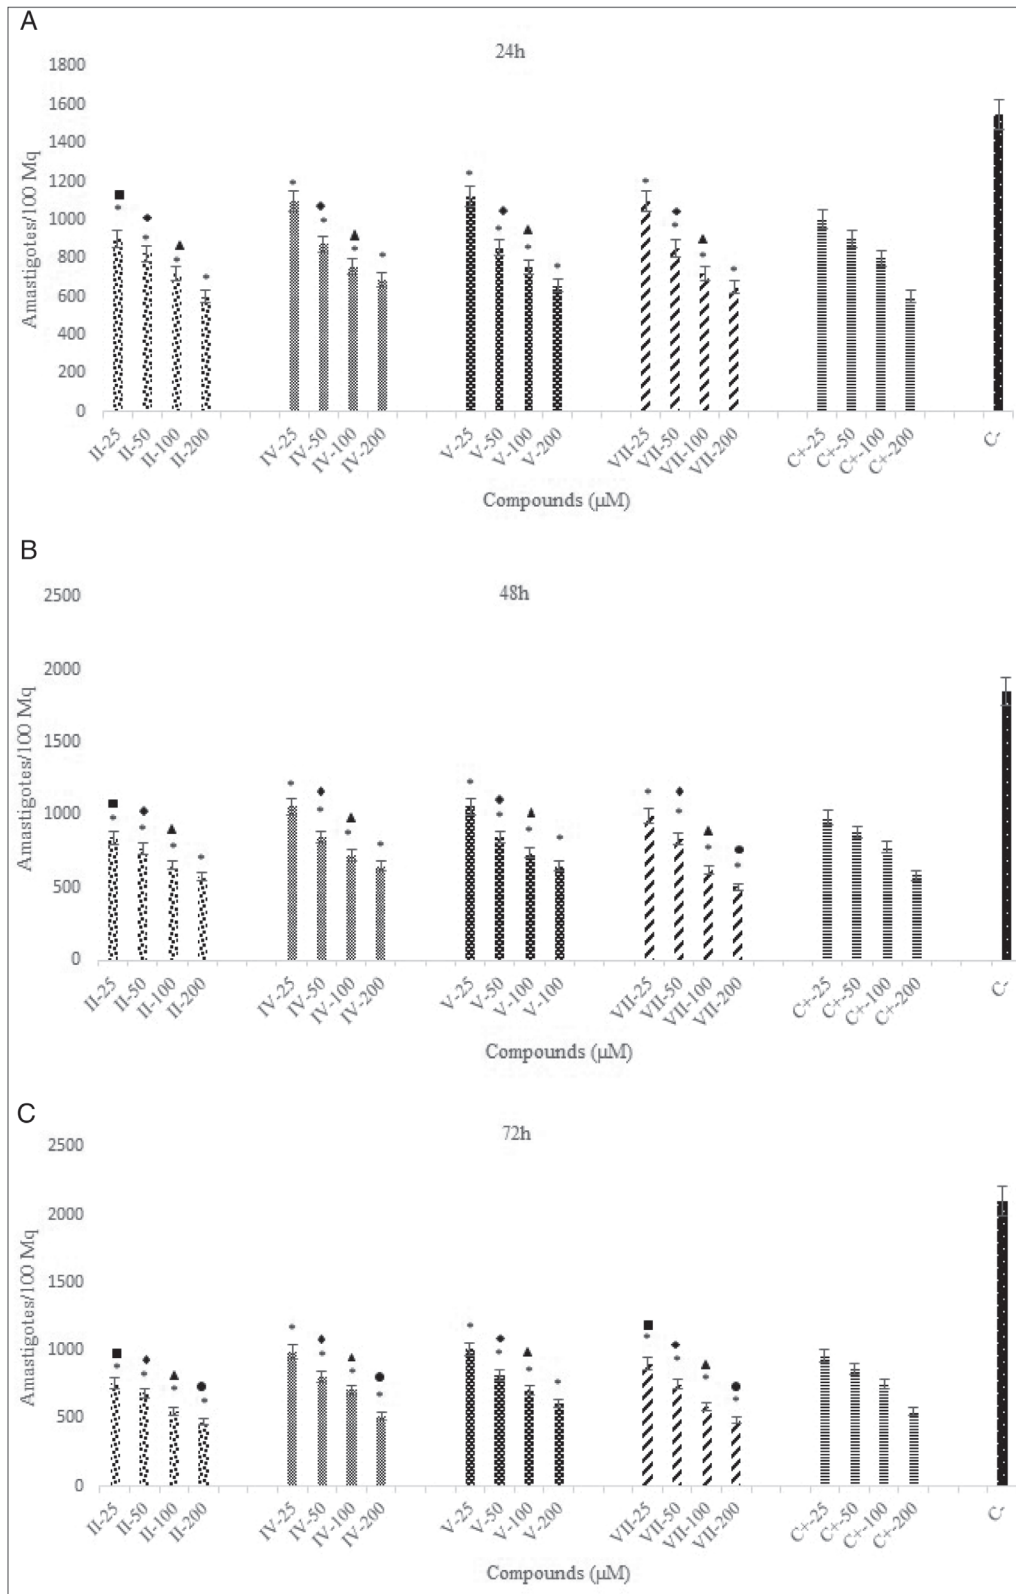 A
24h
1800
1600
1400
1200
1000
800
600
400
200
0
Amastigotes/100 Mq
II-25 II-50 II-100 II-200 IV-25 IV-50 IV-100 IV-200 V-25 V-50 V-100 V-200 VII-25 VII-50 VII-100 VII-200 C+-25 C+-50 C+-100 C+-200 C-
Compounds (µM)
B
48h
2500
2000
1500
1000
500
0
Amastigotes/100 Mq
II-25 II-50 II-100 II-200 IV-25 IV-50 IV-100 IV-200 V-25 V-50 V-100 V-100 VII-25 VII-50 VII-100 VII-200 C+-25 C+-50 C+-100 C+-200 C-
Compounds (µM)
C
72h
2500
2000
1500
1000
500
0
Amastigotes/100 Mq
II-25 II-50 II-100 II-200 IV-25 IV-50 IV-100 IV-200 V-25 V-50 V-100 V-200 VII-25 VII-50 VII-100 VII-200 C+-25 C+-50 C+-100 C+-200 C-
Compounds (µM)